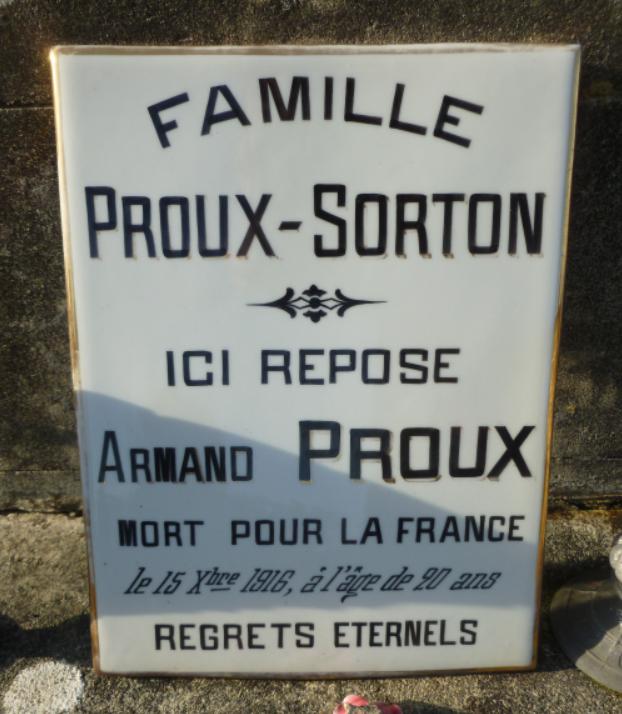 FAMILLE
PROUX-SORTON
ICI REPOSE
ARMAND PROUX
MORT POUR LA FRANCE
le 15 Xbre 1916, à l'âge de 20 ans
REGRETS ETERNELS